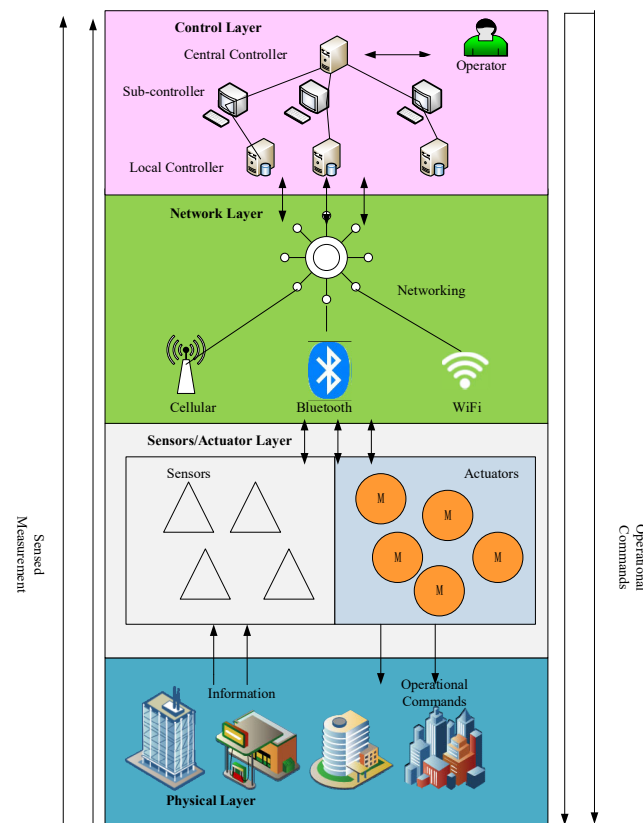 Control Layer
Central Controller
Operator
Sub-controller
Local Controller
Network Layer
Networking
Cellular
Bluetooth
WiFi
Sensors/Actuator Layer
Sensors
Actuators
M
M
M
M
M
Sensed
Measurement
Operational
Commands
Information
Operational
Commands
Physical Layer